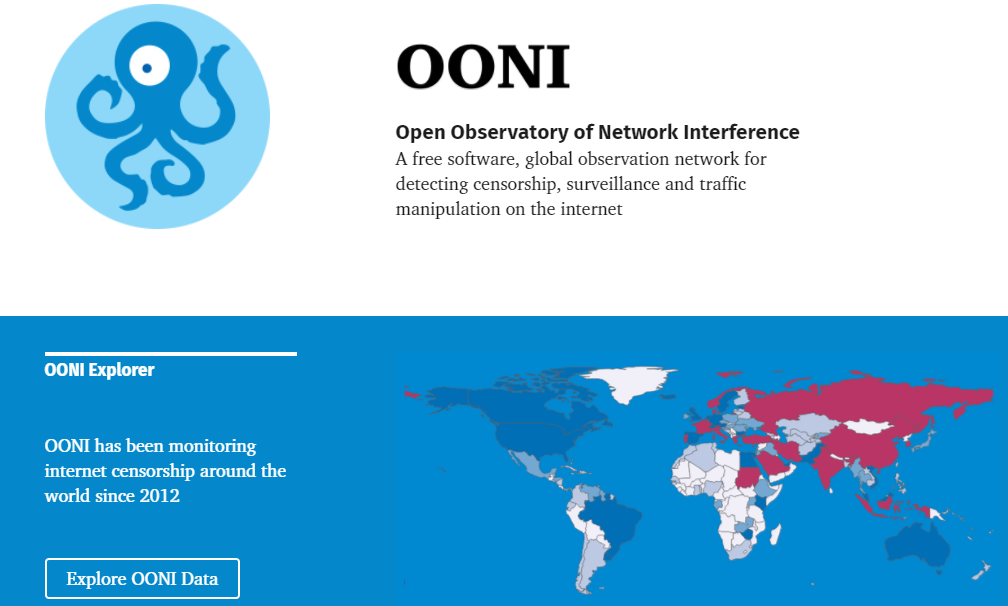 OONI
Open Observatory of Network Interference
A free software, global observation network for
detecting censorship, surveillance and traffic
manipulation on the internet
OONI Explorer
OONI has been monitoring
internet censorship around the
world since 2012
Explore OONI Data